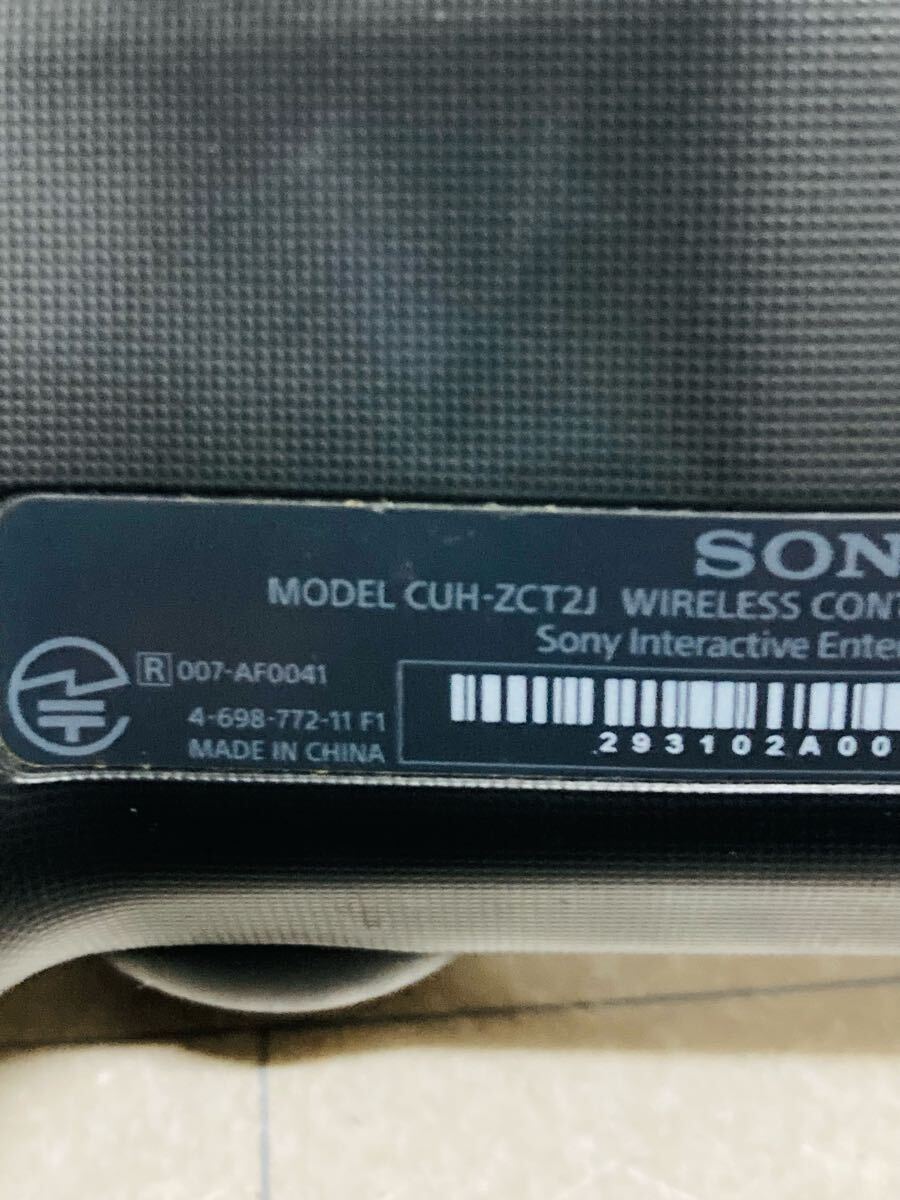 SON
MODEL CUH-ZCT2J WIRELESS CONT
Sony Interactive Enter
R 007-AF0041
4-698-772-11 F1
MADE IN CHINA
293102A00